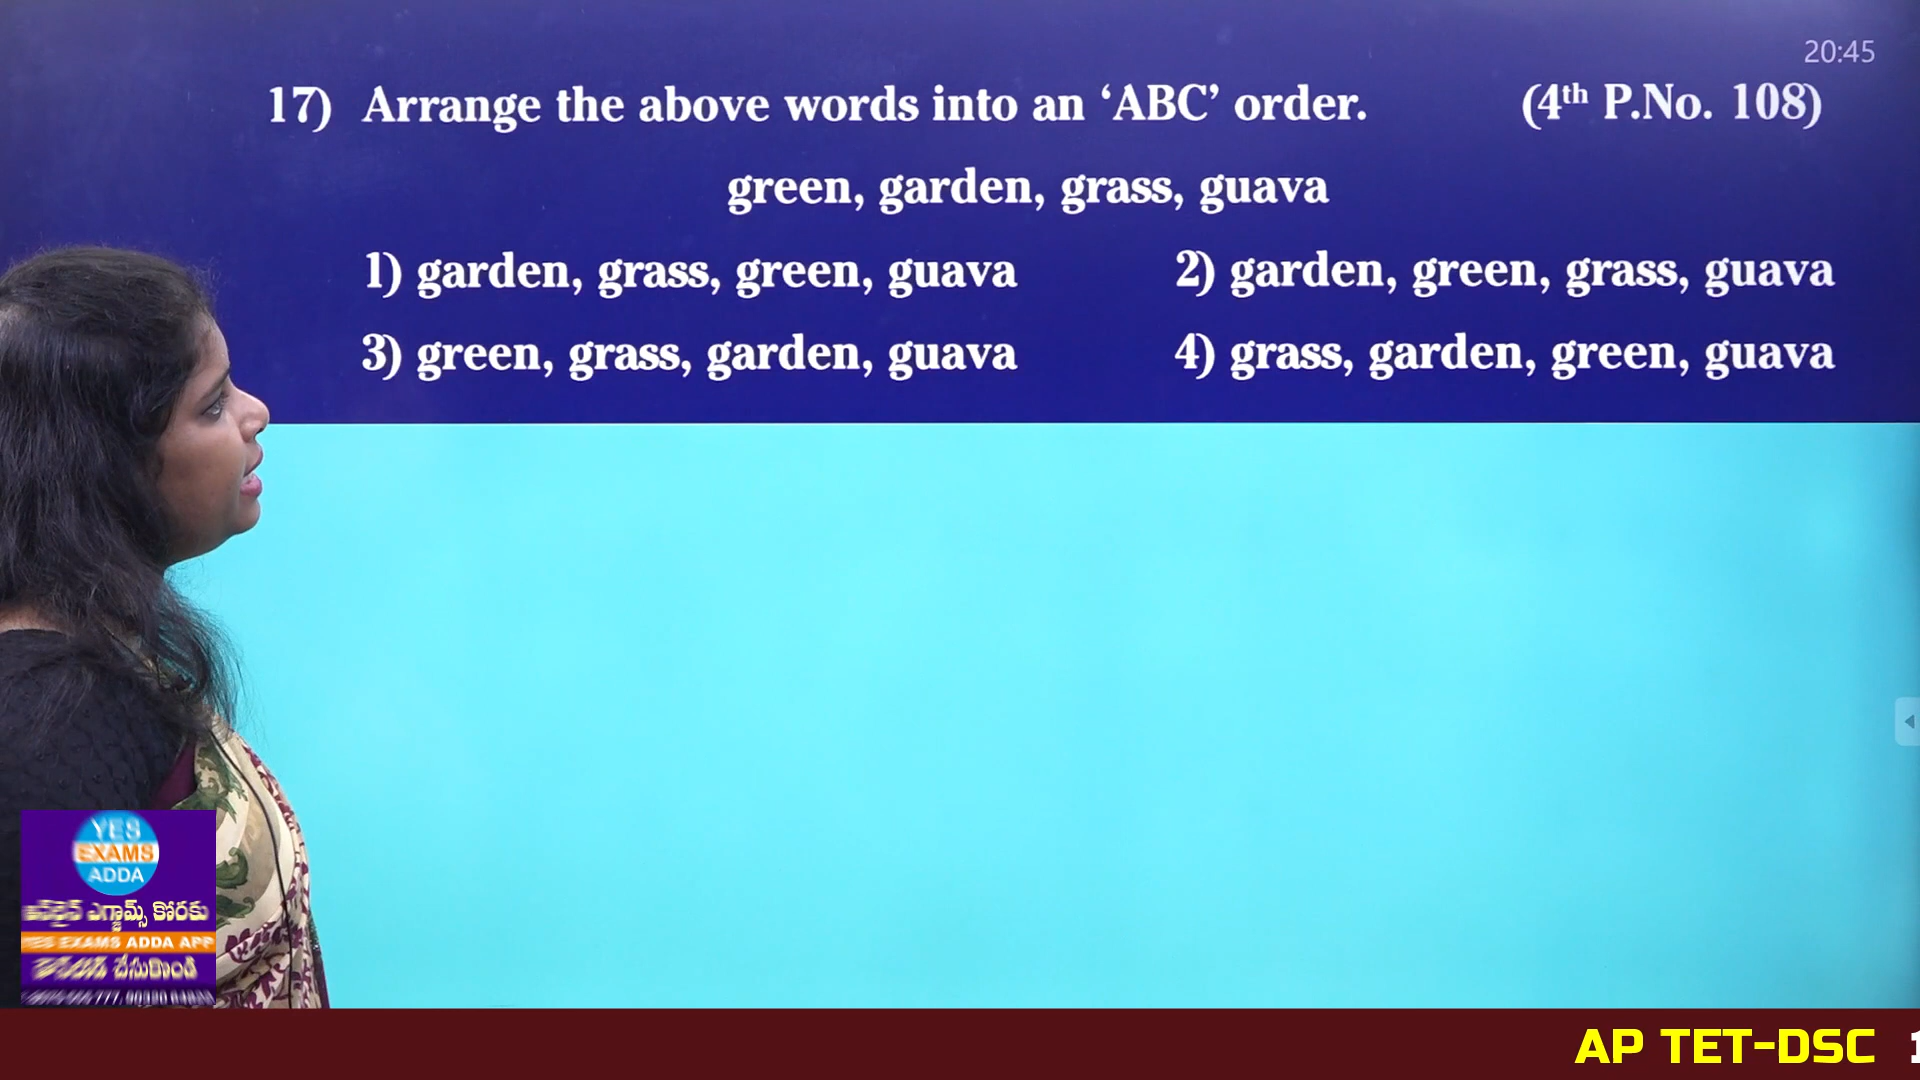 20:45
17) Arrange the above words into an ‘ABC’ order. (4th P.No. 108)
green, garden, grass, guava
1) garden, grass, green, guava 2) garden, green, grass, guava
3) green, grass, garden, guava 4) grass, garden, green, guava
YES
EXAMS
ADDA
ఆన్‌లైన్ ఎగ్జామ్స్ కోరకు
YES EXAMS ADDA APP
డౌన్‌లోడ్ చేసుకోండి
AP TET-DSC